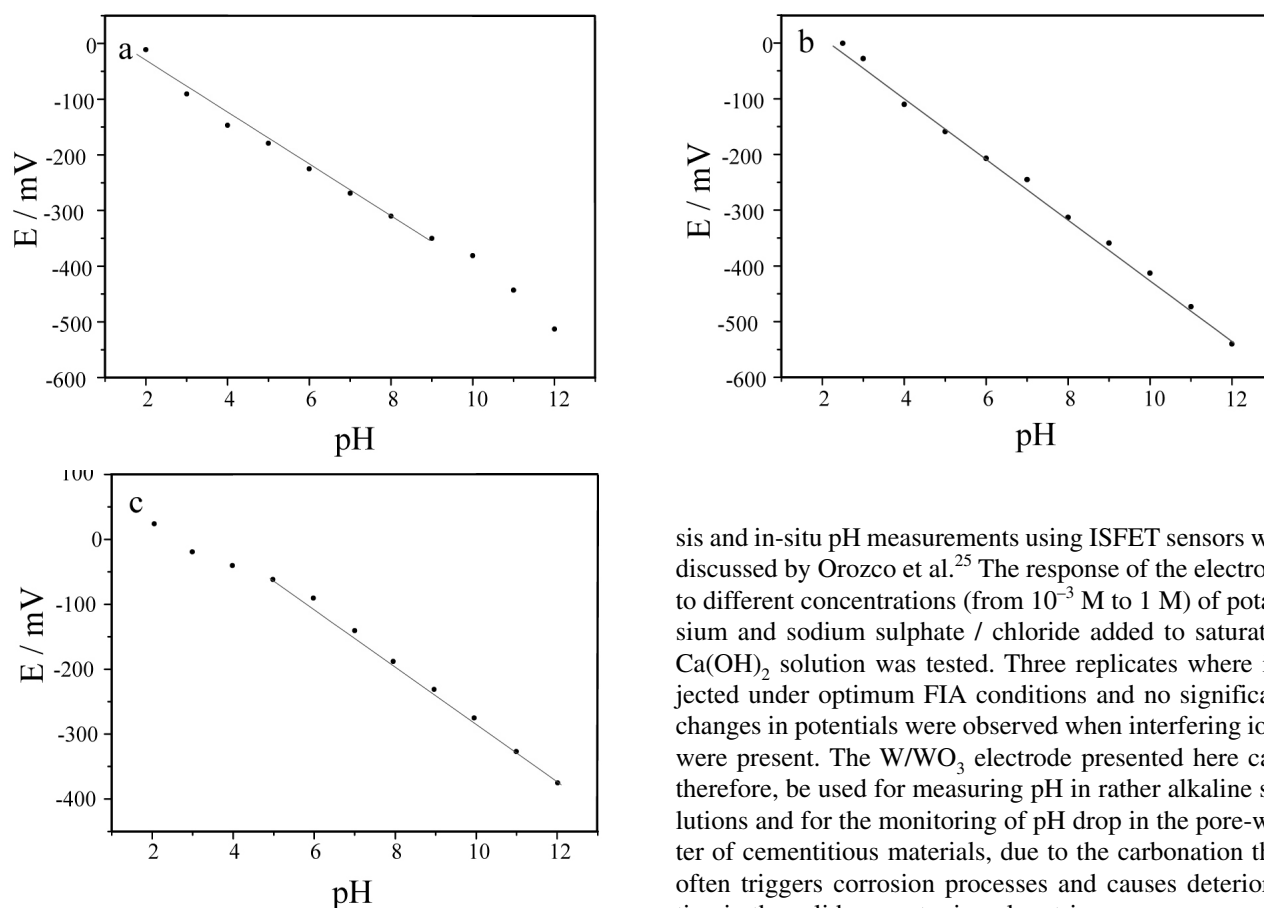 a
0
-100
-200
-300
-400
-500
-600
E / mV
2 4 6 8 10 12
pH
b
0
-100
-200
-300
-400
-500
-600
E / mV
2 4 6 8 10 12
pH
c
100
0
-100
-200
-300
-400
E / mV
2 4 6 8 10 12
pH
sis and in-situ pH measurements using ISFET sensors w
discussed by Orozco et al.25 The response of the electro
to different concentrations (from 10–3 M to 1 M) of pota
sium and sodium sulphate / chloride added to saturat
Ca(OH)2 solution was tested. Three replicates where i
jected under optimum FIA conditions and no significa
changes in potentials were observed when interfering io
were present. The W/WO3 electrode presented here ca
therefore, be used for measuring pH in rather alkaline s
lutions and for the monitoring of pH drop in the pore-w
ter of cementitious materials, due to the carbonation th
often triggers corrosion processes and causes deterior